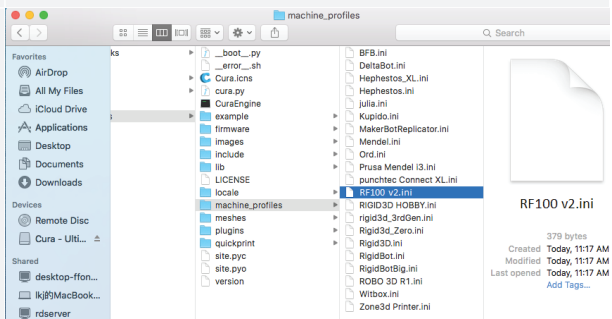 machine_profiles
Search
Favorites
AirDrop
All My Files
iCloud Drive
Applications
Desktop
Documents
Downloads
Devices
Remote Disc
Cura - Ulti...
Shared
desktop-ffon...
lkj的MacBook...
rdserver
ks
s
__boot__.py
__error__.sh
Cura.icns
cura.py
CuraEngine
example
firmware
images
include
lib
LICENSE
locale
machine_profiles
meshes
plugins
quickprint
site.pyc
site.pyo
version
BFB.ini
DeltaBot.ini
Hephestos_XL.ini
Hephestos.ini
julia.ini
Kupido.ini
MakerBotReplicator.ini
Mendel.ini
Ord.ini
Prusa Mendel i3.ini
punchtec Connect XL.ini
RF100 v2.ini
RIGID3D HOBBY.ini
rigid3d_3rdGen.ini
Rigid3d_Zero.ini
Rigid3D.ini
RigidBot.ini
RigidBotBig.ini
ROBO 3D R1.ini
Witbox.ini
Zone3d Printer.ini
RF100 v2.ini
379 bytes
Created Today, 11:17 AM
Modified Today, 11:17 AM
Last opened Today, 11:17 AM
Add Tags...